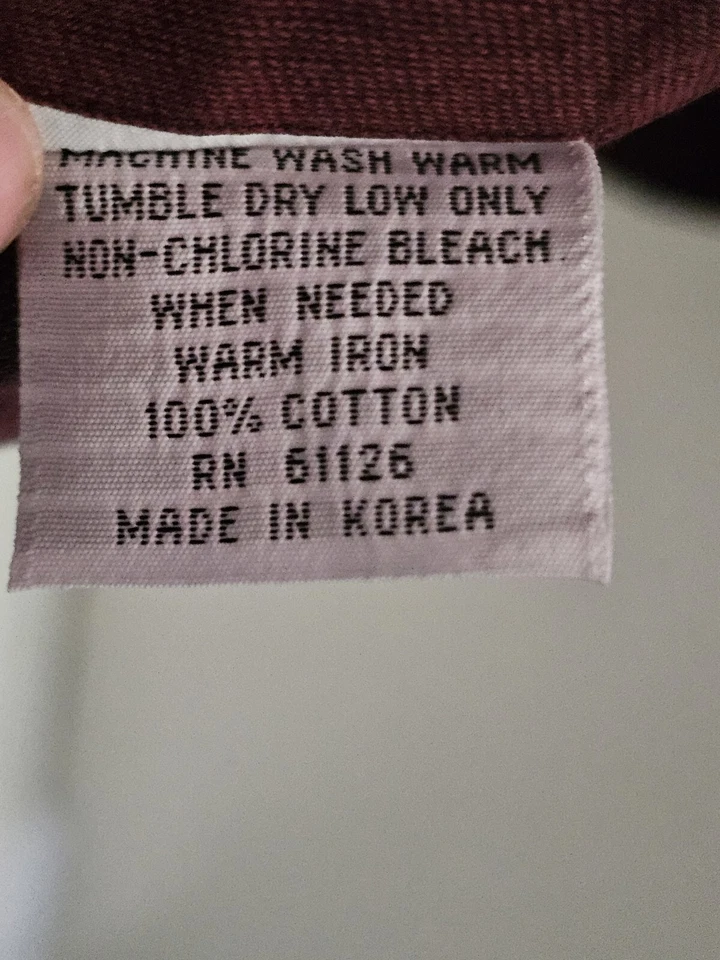 MACHINE WASH WARM
TUMBLE DRY LOW ONLY
NON-CHLORINE BLEACH
WHEN NEEDED
WARM IRON
100% COTTON
RN 61126
MADE IN KOREA